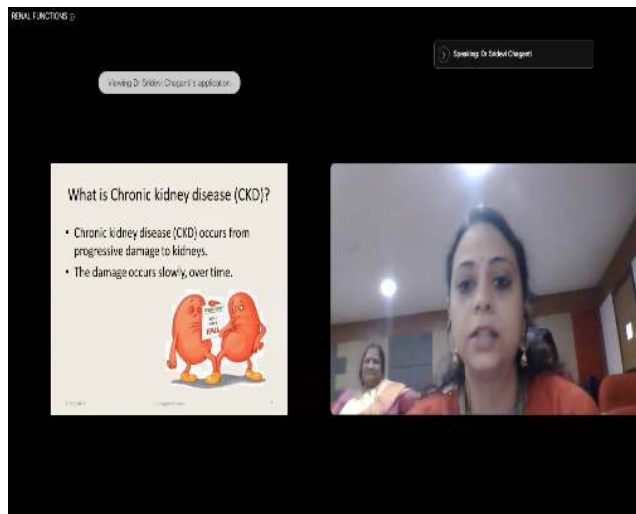 RENAL FUNCTIONS
Speaking: Dr Sridevi Chaganti
Viewing Dr Sridevi Chaganti's application
What is Chronic kidney disease (CKD)?
• Chronic kidney disease (CKD) occurs from
progressive damage to kidneys.
• The damage occurs slowly, over time.
FAIL